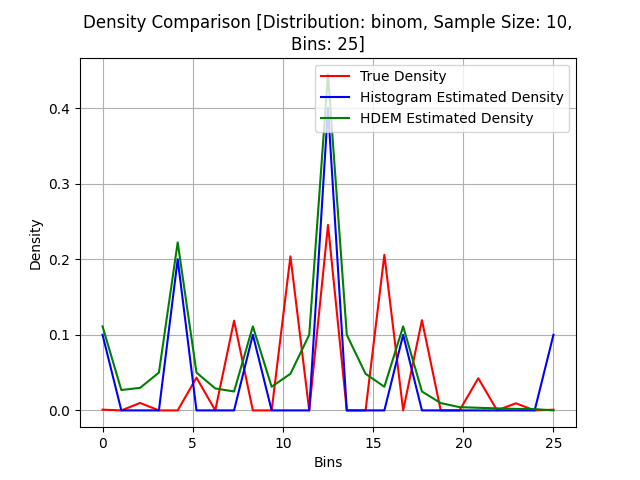 Density Comparison [Distribution: binom, Sample Size: 10,
Bins: 25]
True Density
Histogram Estimated Density
HDEM Estimated Density
Density
0.4
0.3
0.2
0.1
0.0
0 5 10 15 20 25
Bins